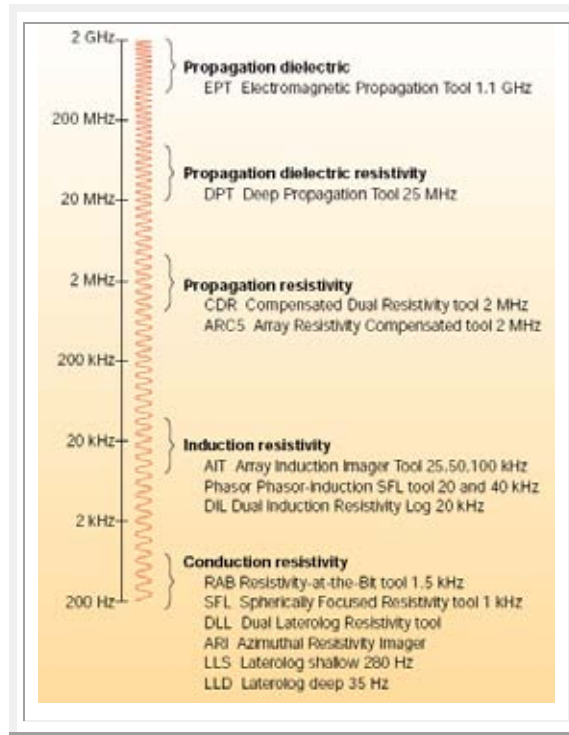 2 GHz
Propagation dielectric
EPT Electromagnetic Propagation Tool 1.1 GHz
200 MHz
Propagation dielectric resistivity
DPT Deep Propagation Tool 25 MHz
20 MHz
2 MHz
Propagation resistivity
CDR Compensated Dual Resistivity tool 2 MHz
ARC5 Array Resistivity Compensated tool 2 MHz
200 kHz
20 kHz
Induction resistivity
AIT Array Induction Imager Tool 25,50,100 kHz
Phasor Phasor-Induction SFL tool 20 and 40 kHz
DIL Dual Induction Resistivity Log 20 kHz
2 kHz
Conduction resistivity
RAB Resistivity-at-the-Bit tool 1.5 kHz
200 Hz
SFL Spherically Focused Resistivity tool 1 kHz
DLL Dual Laterolog Resistivity tool
ARI Azimuthal Resistivity Imager
LLS Laterolog shallow 280 Hz
LLD Laterolog deep 35 Hz